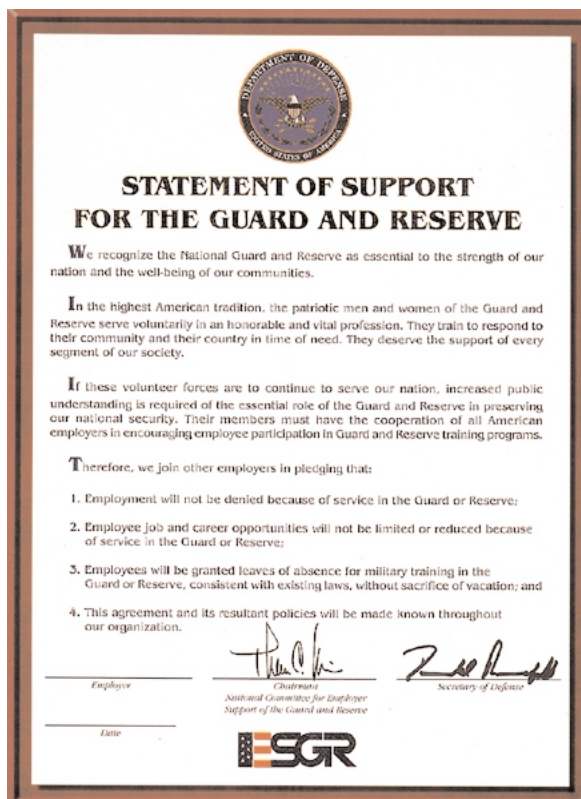 DEPARTMENT OF DEFENSE
UNITED STATES OF AMERICA
STATEMENT OF SUPPORT
FOR THE GUARD AND RESERVE
We recognize the National Guard and Reserve as essential to the strength of our
nation and the well-being of our communities.
In the highest American tradition, the patriotic men and women of the Guard and
Reserve serve voluntarily in an honorable and vital profession. They train to respond to
their community and their country in time of need. They deserve the support of every
segment of our society.
If these volunteer forces are to continue to serve our nation, increased public
understanding is required of the essential role of the Guard and Reserve in preserving
our national security. Their members must have the cooperation of all American
employers in encouraging employee participation in Guard and Reserve training programs.
Therefore, we join other employers in pledging that:
1. Employment will not be denied because of service in the Guard or Reserve;
2. Employee job and career opportunities will not be limited or reduced because
of service in the Guard or Reserve;
3. Employees will be granted leaves of absence for military training in the
Guard or Reserve, consistent with existing laws, without sacrifice of vacation; and
4. This agreement and its resultant policies will be made known throughout
our organization.
Employer
Chairman
National Committee for Employer
Support of the Guard and Reserve
Secretary of Defense
Date
ESGR